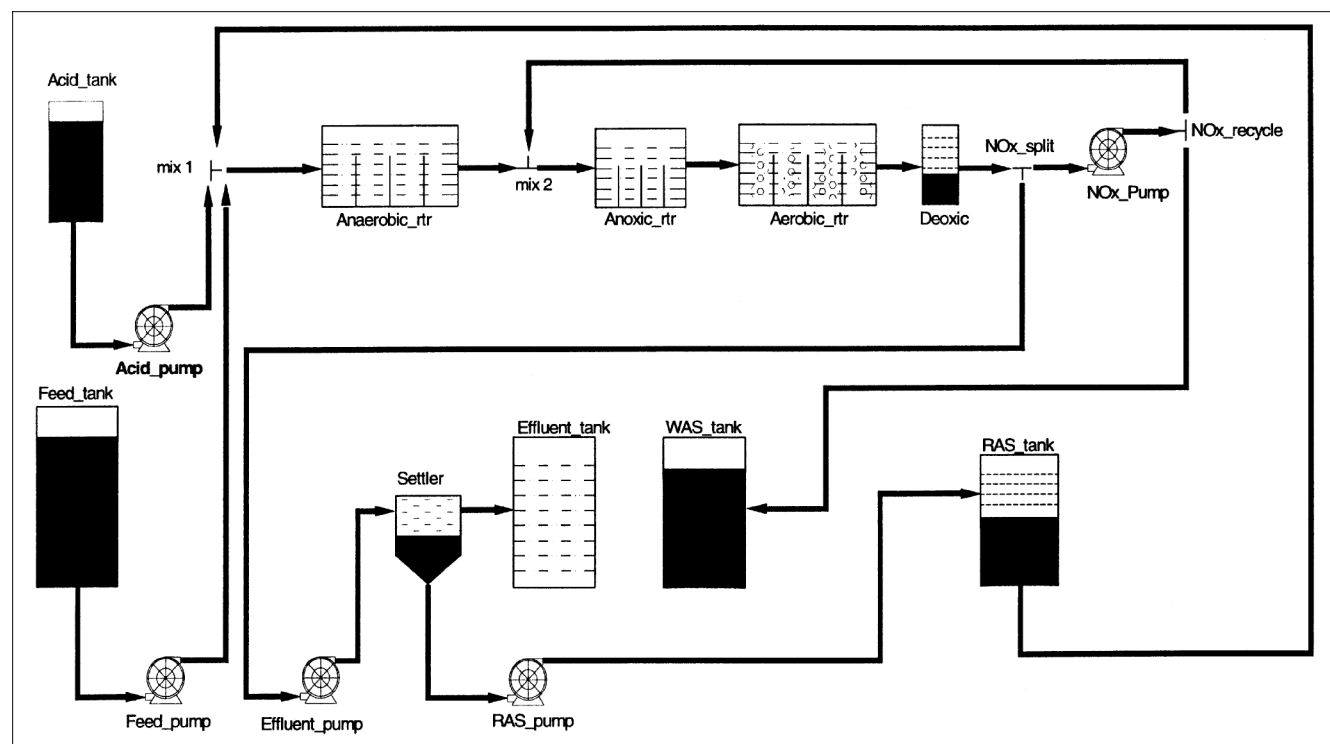 Acid_tank
mix 1
Anaerobic_rtr
mix 2
Anoxic_rtr
Aerobic_rtr
Deoxic
NOx_split
NOx_Pump
NOx_recycle
Acid_pump
Feed_tank
Settler
Effluent_tank
WAS_tank
RAS_tank
Feed_pump
Effluent_pump
RAS_pump